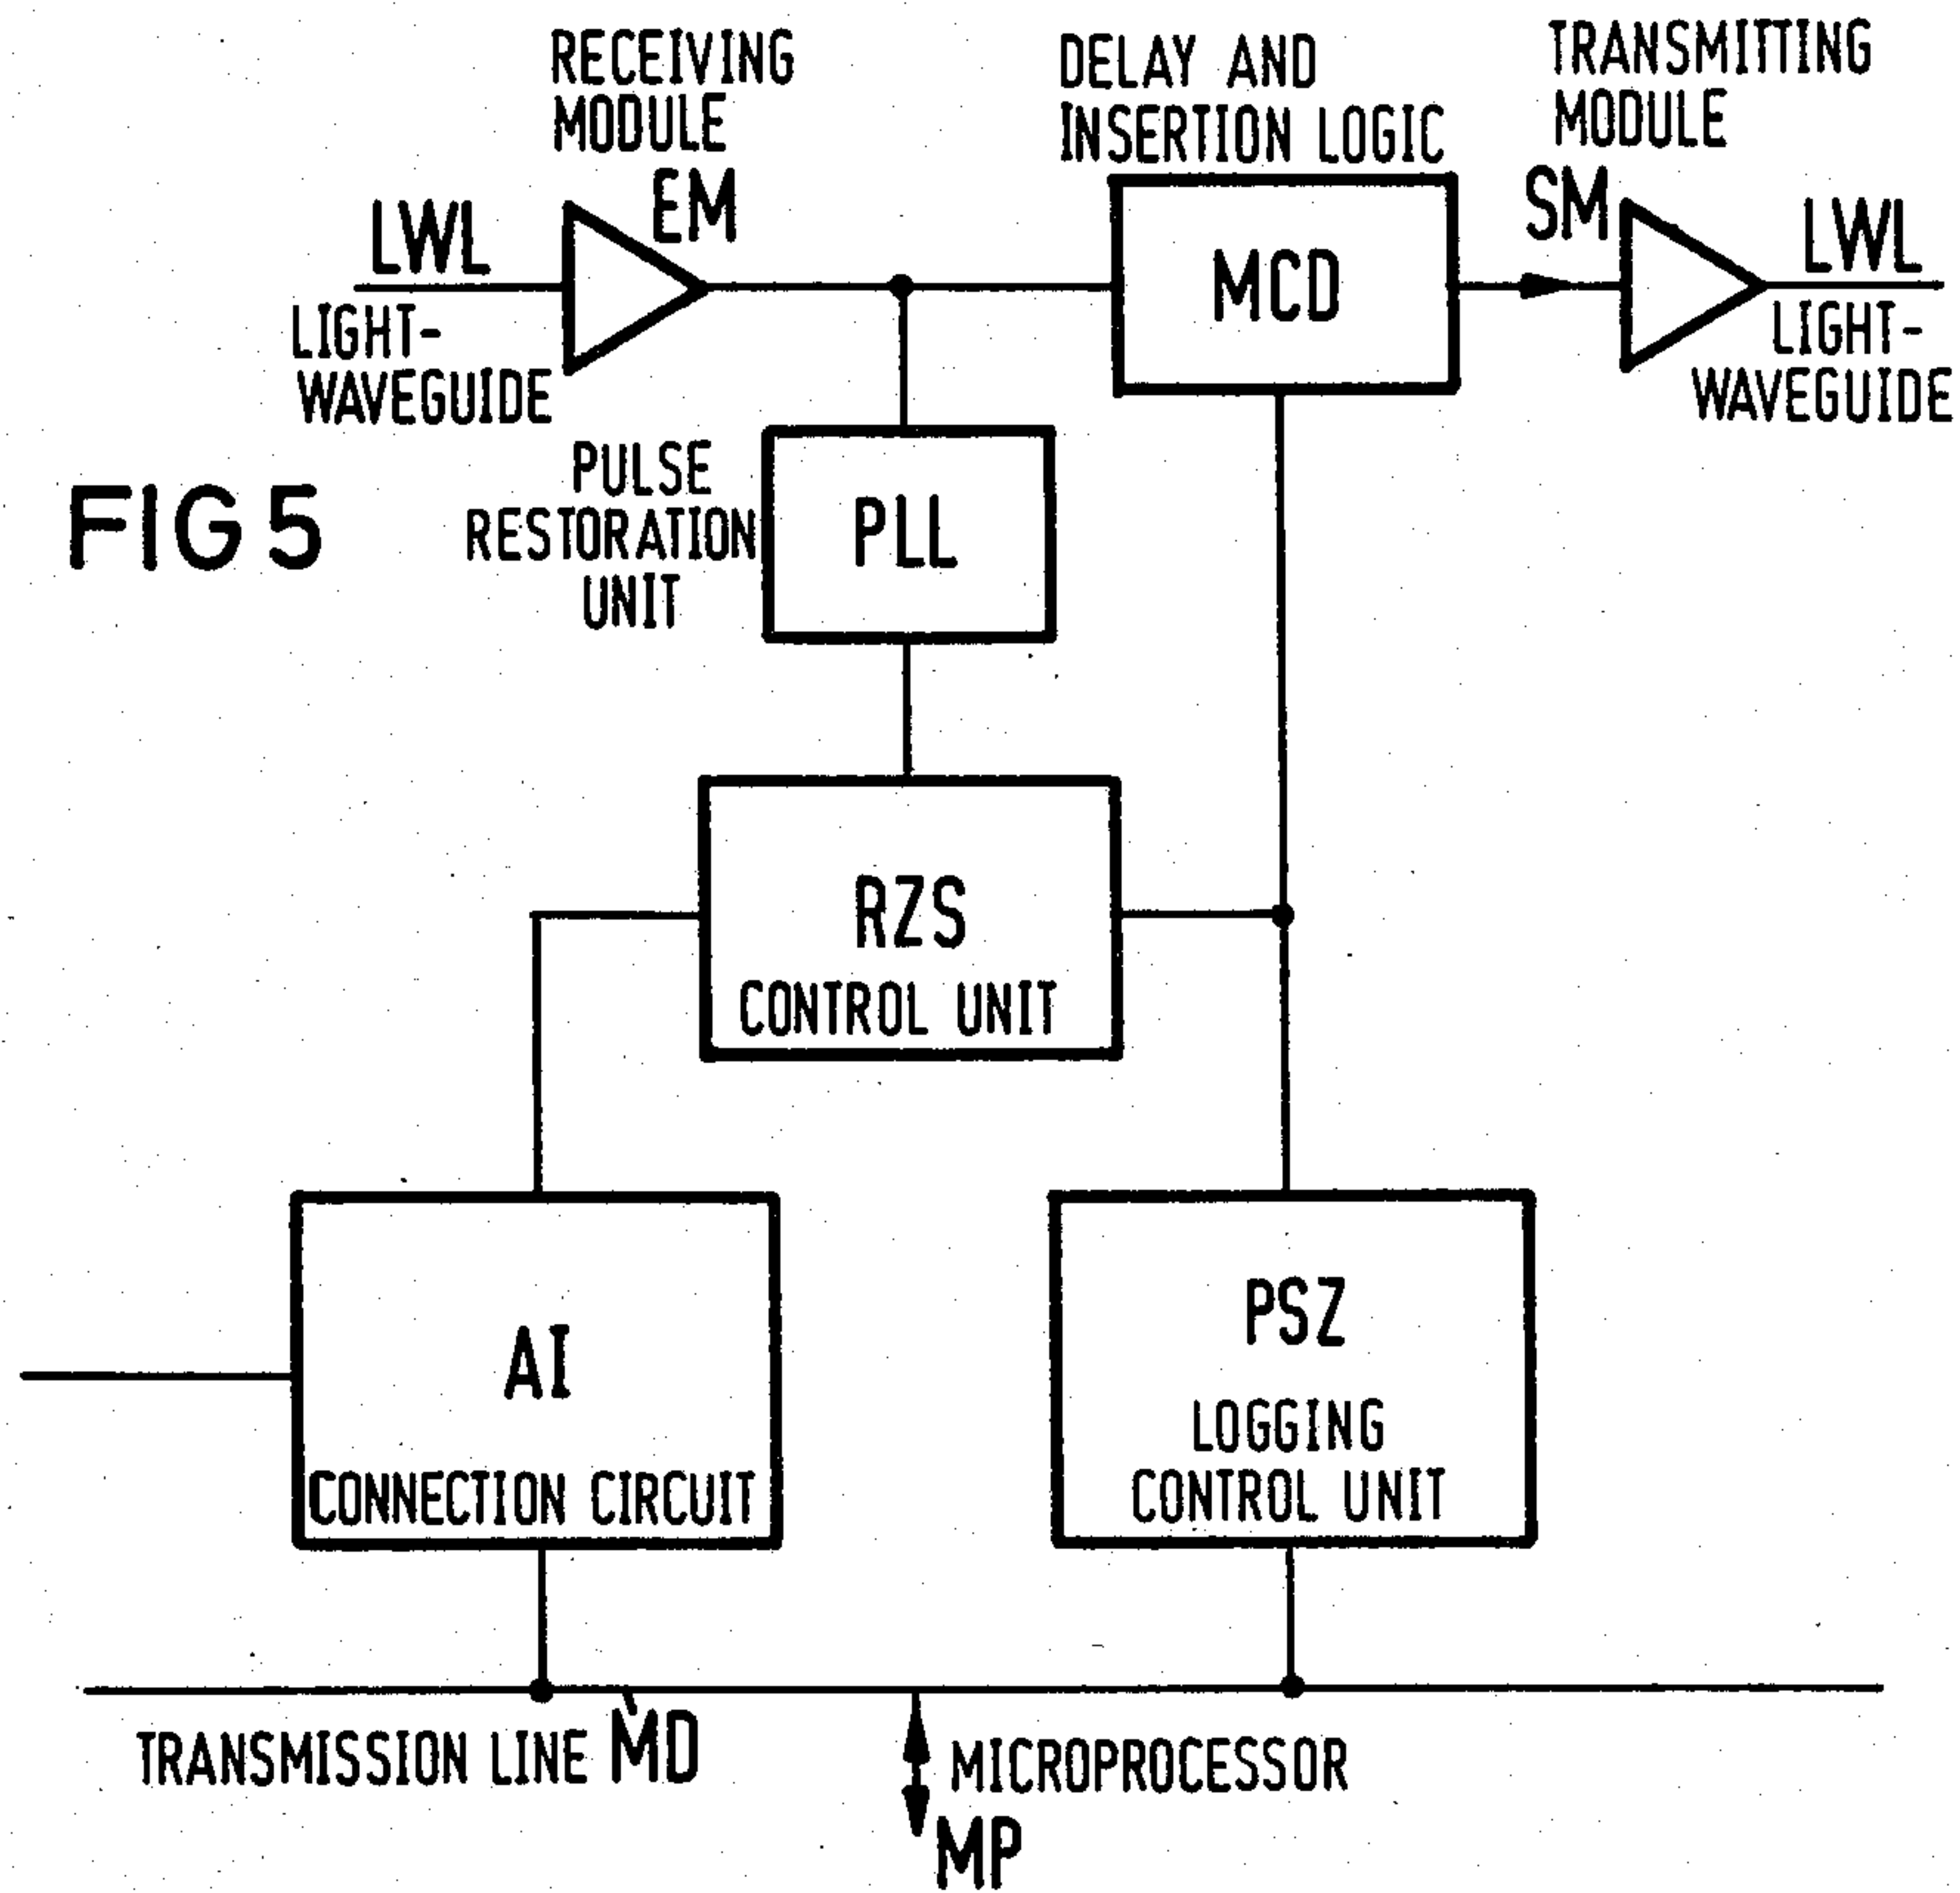 RECEIVING
MODULE
EM
DELAY AND
INSERTION LOGIC
TRANSMITTING
MODULE
SM
LWL
LIGHT-
WAVEGUIDE
MCD
LWL
LIGHT-
WAVEGUIDE
FIG 5
PULSE
RESTORATION
UNIT
PLL
RZS
CONTROL UNIT
AI
CONNECTION CIRCUIT
PSZ
LOGGING
CONTROL UNIT
TRANSMISSION LINE MD
MICROPROCESSOR
MP